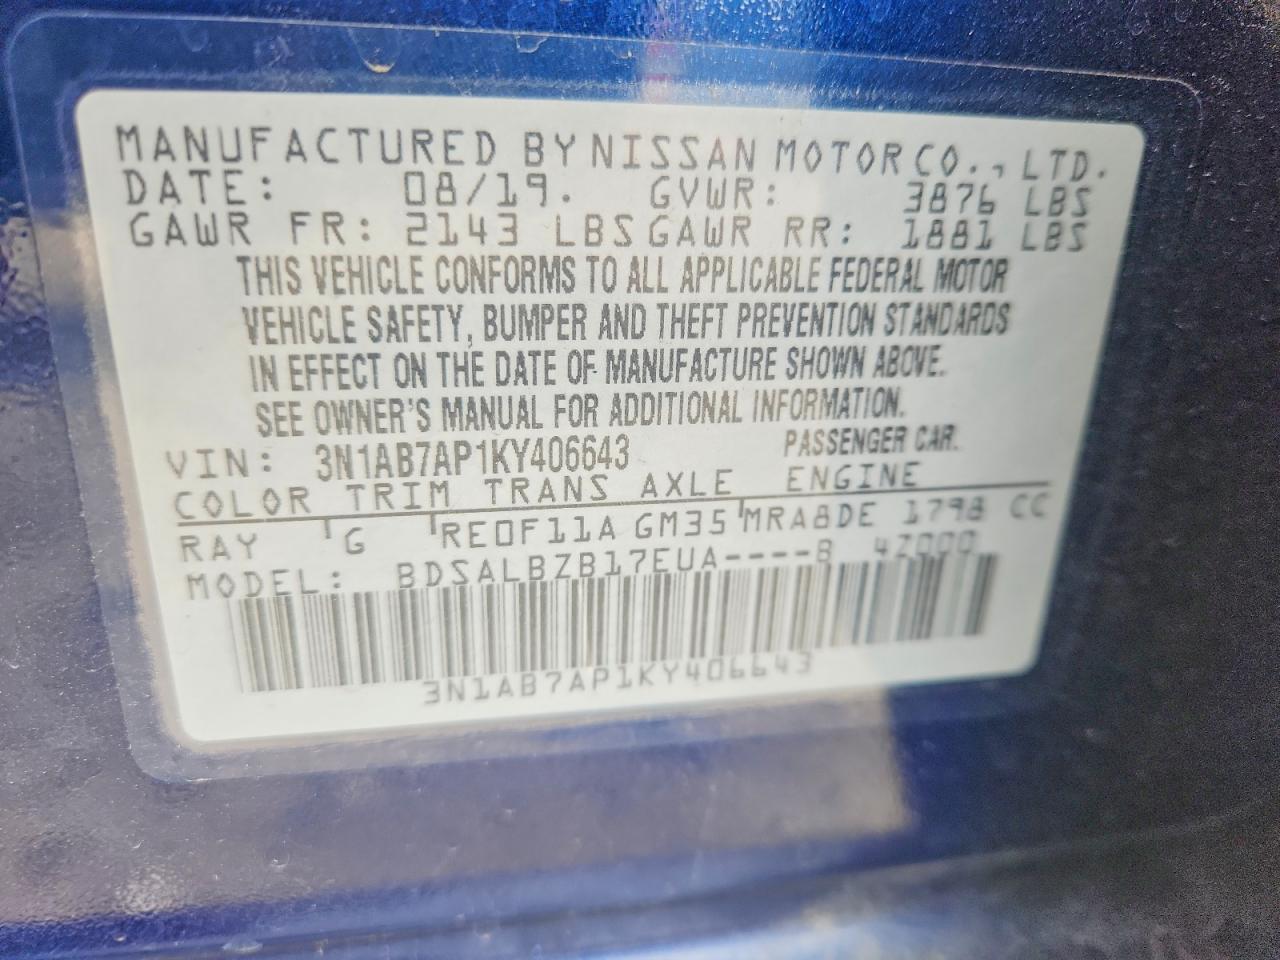 MANUFACTURED BY NISSAN MOTOR CO., LTD.
DATE: 08/19. GVWR: 3876 LBS
GAWR FR: 2143 LBS GAWR RR: 1881 LBS
THIS VEHICLE CONFORMS TO ALL APPLICABLE FEDERAL MOTOR
VEHICLE SAFETY, BUMPER AND THEFT PREVENTION STANDARDS
IN EFFECT ON THE DATE OF MANUFACTURE SHOWN ABOVE.
SEE OWNER'S MANUAL FOR ADDITIONAL INFORMATION.
VIN: 3N1AB7AP1KY406643 PASSENGER CAR.
COLOR TRIM TRANS AXLE ENGINE
RAY G RE0F11A GM35 MRA8DE 1798 CC
MODEL: BDSALBZB17EUA----B 4Z000
3N1AB7AP1KY406643